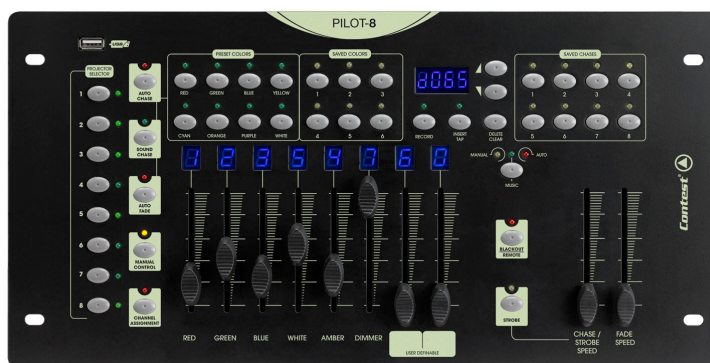 PILOT-8
USB
PROJECTOR
SELECTOR
1
2
3
4
5
6
7
8
AUTO
CHASE
SOUND
CHASE
AUTO
FADE
MANUAL
CONTROL
CHANNEL
ASSIGNMENT
PRESET COLORS
RED GREEN BLUE YELLOW
CYAN ORANGE PURPLE WHITE
SAVED COLORS
1 2 3
4 5 6
d065
RECORD
INSERT
TAP
DELETE
CLEAR
SAVED CHASES
1 2 3 4
5 6 7 8
MANUAL AUTO
MUSIC
1 2 3 5 4 7 6 0
BLACKOUT
REMOTE
STROBE
RED GREEN BLUE WHITE AMBER DIMMER
USER DEFINABLE
CHASE /
STROBE
SPEED
FADE
SPEED
Contest